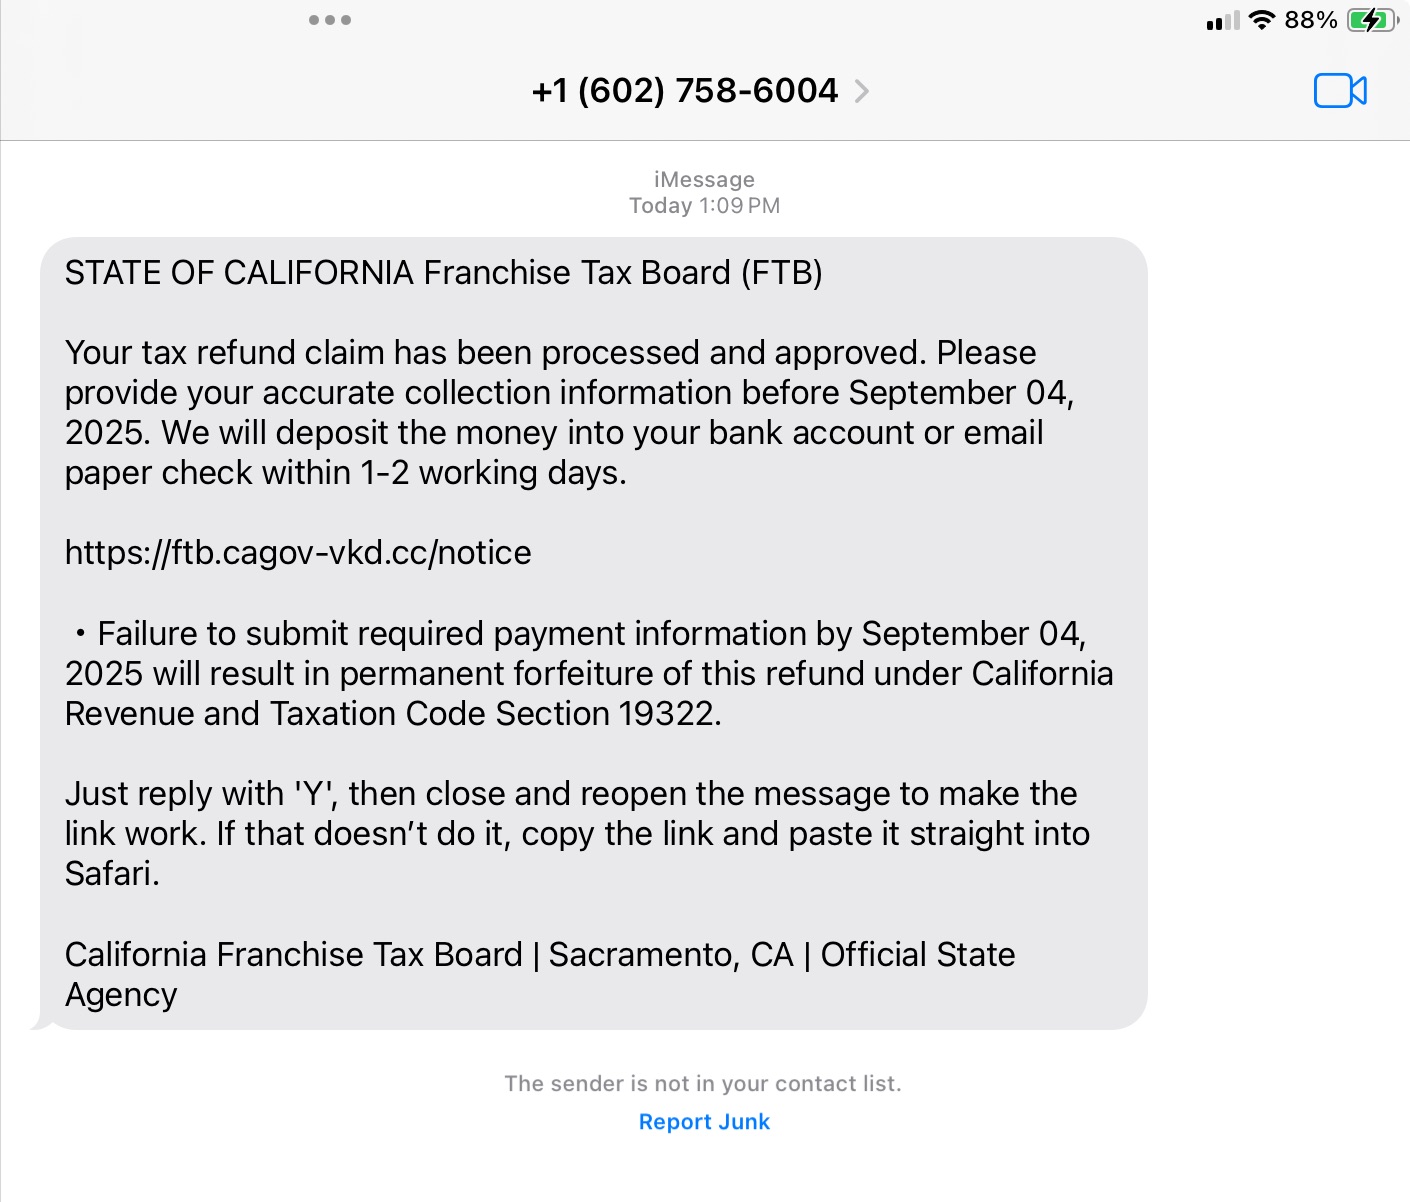 88%
+1 (602) 758-6004
iMessage
Today 1:09 PM
STATE OF CALIFORNIA Franchise Tax Board (FTB)
Your tax refund claim has been processed and approved. Please
provide your accurate collection information before September 04,
2025. We will deposit the money into your bank account or email
paper check within 1-2 working days.
https://ftb.cagov-vkd.cc/notice
• Failure to submit required payment information by September 04,
2025 will result in permanent forfeiture of this refund under California
Revenue and Taxation Code Section 19322.
Just reply with 'Y', then close and reopen the message to make the
link work. If that doesn’t do it, copy the link and paste it straight into
Safari.
California Franchise Tax Board | Sacramento, CA | Official State
Agency
The sender is not in your contact list.
Report Junk